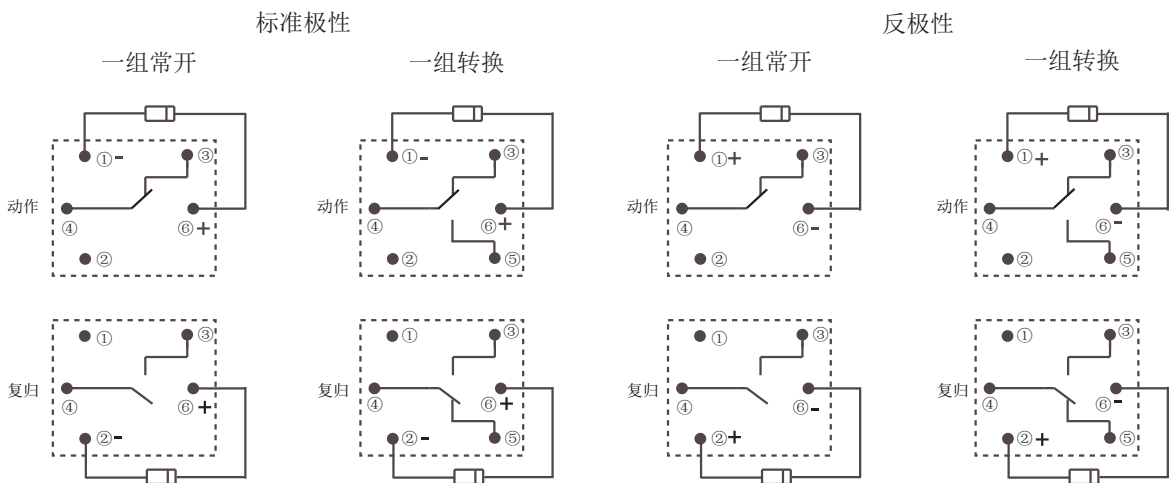 标准极性 反极性
一组常开 一组转换 一组常开 一组转换
①- ③ ①- ③ ①+ ③ ①+ ③
动作 动作 动作 动作
④ ⑥+ ④ ⑥+ ④ ⑥- ④ ⑥-
② ② ⑤ ② ② ⑤
① ③ ① ③ ① ③ ① ③
复归 复归 复归 复归
④ ⑥+ ④ ⑥+ ④ ⑥- ④ ⑥-
②- ②- ⑤ ②+ ②+ ⑤